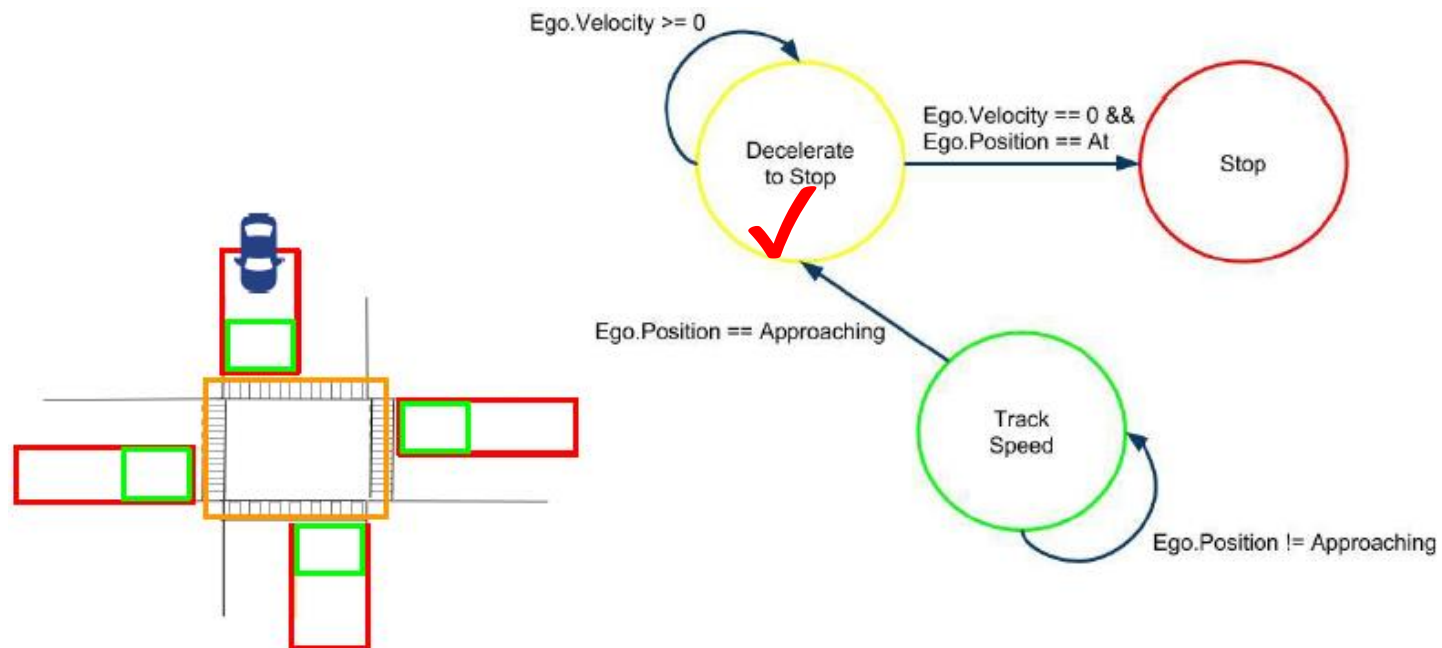 Ego.Velocity >= 0
Ego.Velocity == 0 &&
Ego.Position == At
Decelerate
to Stop
Stop
Ego.Position == Approaching
Track
Speed
Ego.Position != Approaching